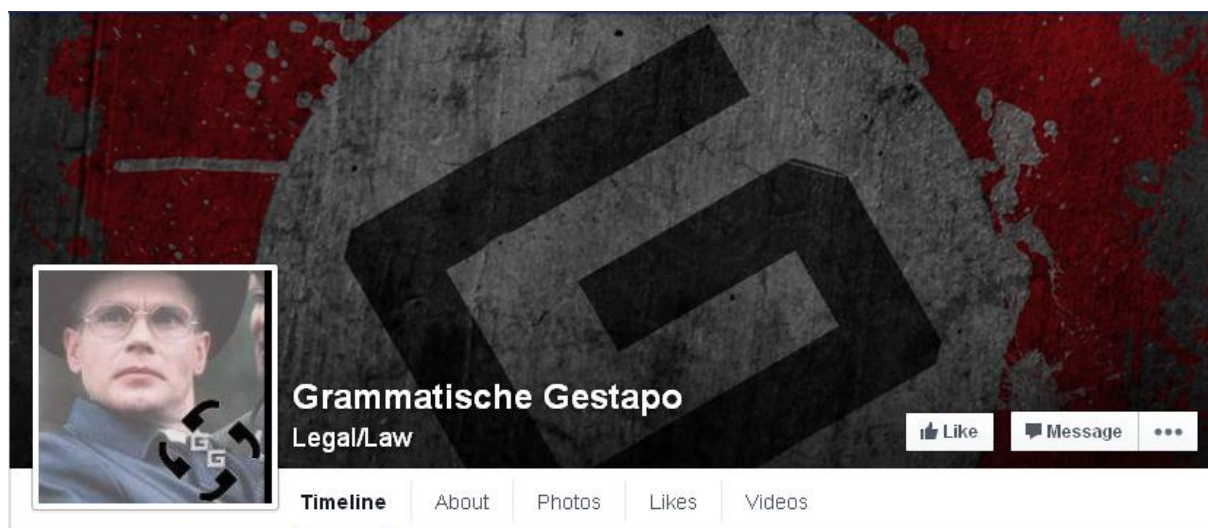 Grammatische Gestapo
Legal/Law
Like
Message
G
G
Timeline About Photos Likes Videos